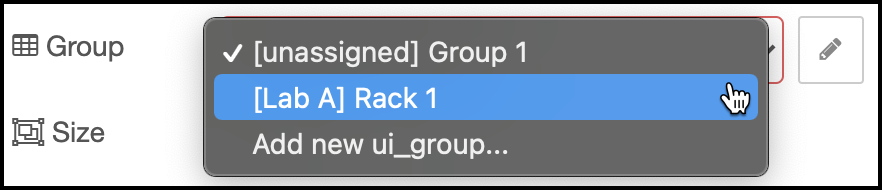 Group
[unassigned] Group 1
[Lab A] Rack 1
Size
Add new ui_group...